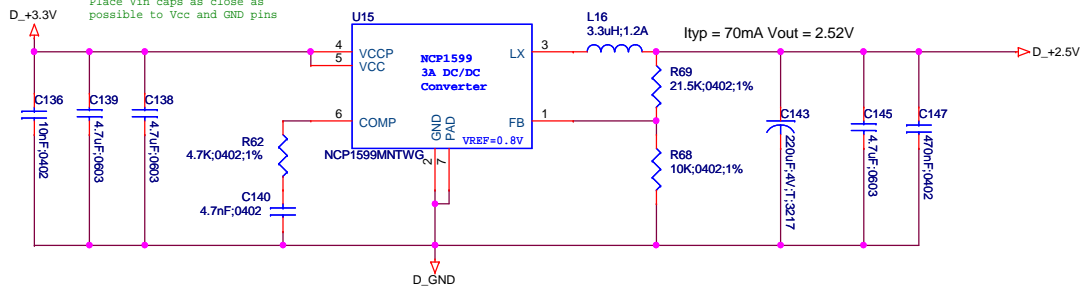 Place Vin caps as close as
possible to Vcc and GND pins
D_+3.3V
U15
L16
3.3uH;1.2A
Ityp = 70mA Vout = 2.52V
D_+2.5V
4
5
VCCP
VCC
NCP1599
3A DC/DC
Converter
LX
3
R69
21.5K;0402;1%
C136
10nF;0402
C139
4.7uF;0603
C138
4.7uF;0603
6
COMP
GND
PAD
FB
1
VREF=0.8V
R62
4.7K;0402;1%
NCP1599MNTWG
2
7
R68
10K;0402;1%
C143
220uF;4V;T;3217
C145
4.7uF;0603
C147
470nF;0402
C140
4.7nF;0402
D_GND